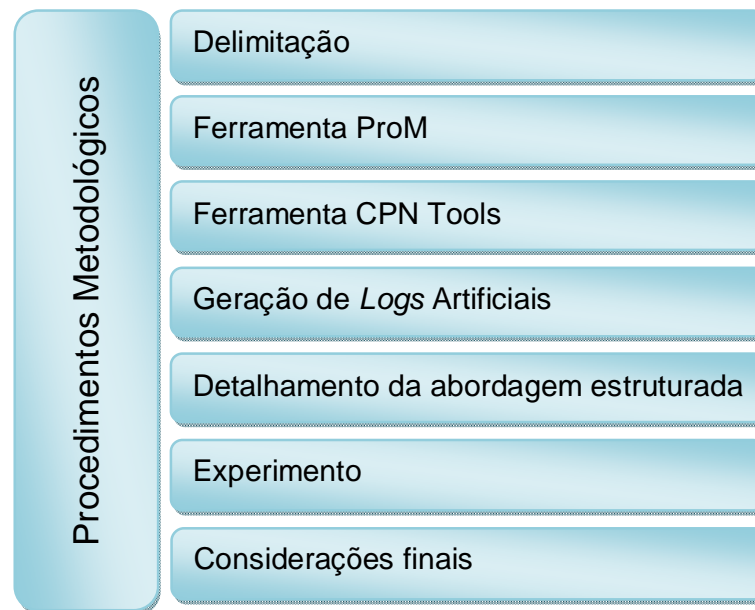 Procedimentos Metodológicos
Delimitação
Ferramenta ProM
Ferramenta CPN Tools
Geração de Logs Artificiais
Detalhamento da abordagem estruturada
Experimento
Considerações finais